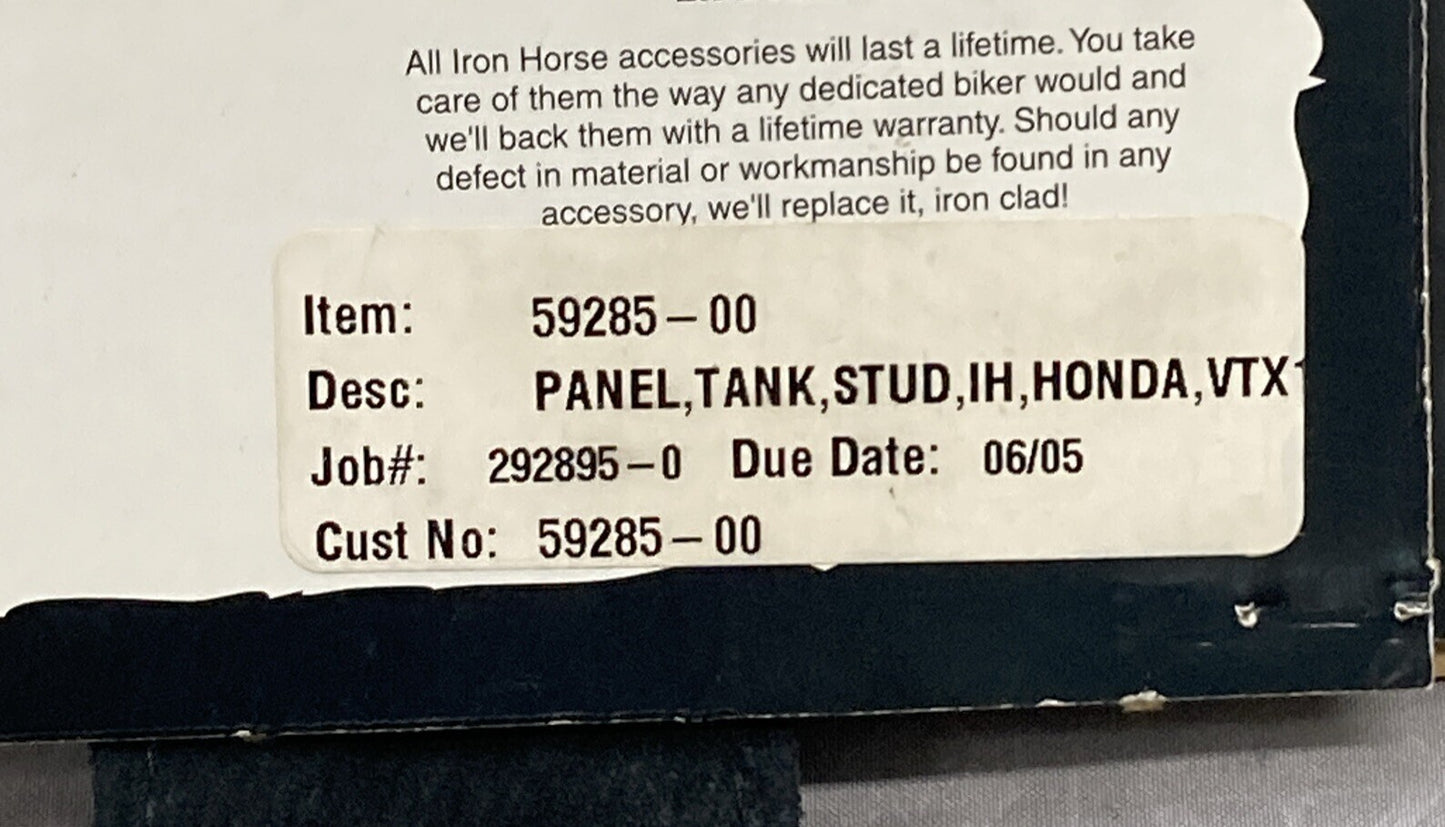 All Iron Horse accessories will last a lifetime. You take
care of them the way any dedicated biker would and
we'll back them with a lifetime warranty. Should any
defect in material or workmanship be found in any
accessory, we'll replace it, iron clad!
Item: 59285-00
Desc: PANEL,TANK,STUD,IH,HONDA,VTX1
Job#: 292895-0 Due Date: 06/05
Cust No: 59285-00